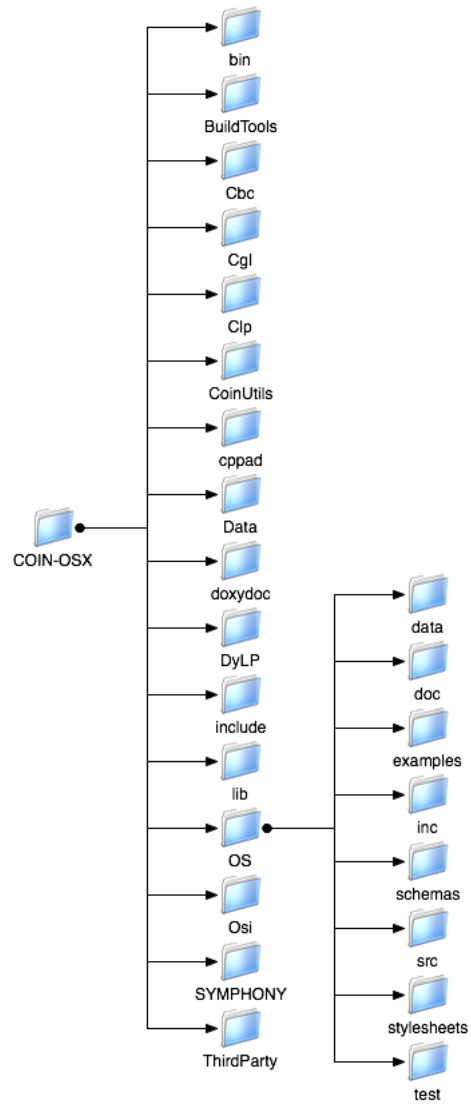 bin
BuildTools
Cbc
Cgl
Clp
CoinUtils
cppad
Data
COIN-OSX
doxydoc
DyLP
include
lib
OS
Osi
SYMPHONY
ThirdParty
data
doc
examples
inc
schemas
src
stylesheets
test